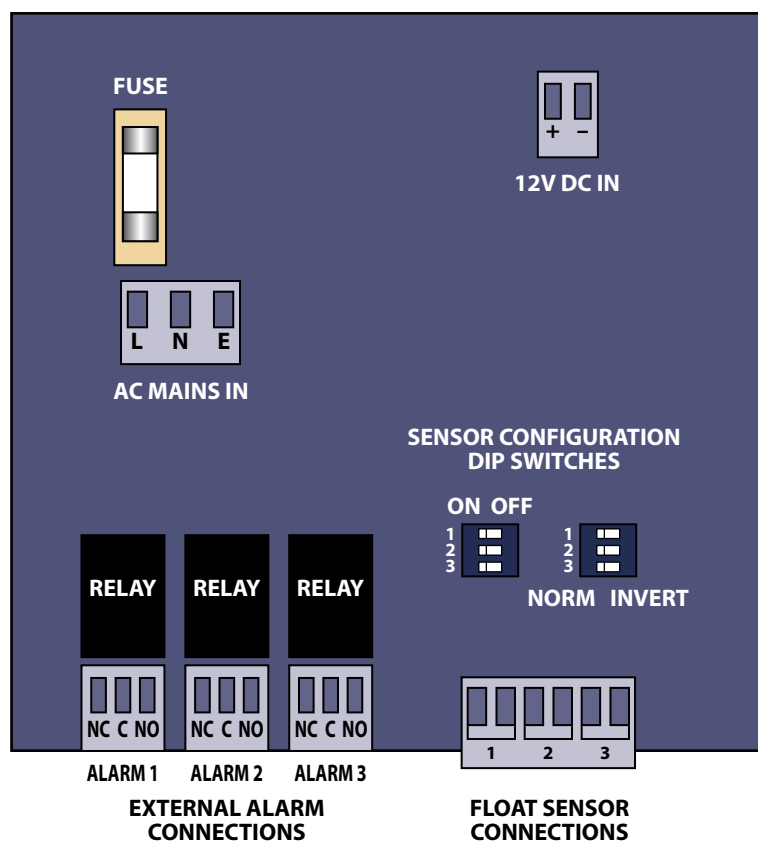 FUSE
+ –
12V DC IN
L N E
AC MAINS IN
SENSOR CONFIGURATION
DIP SWITCHES
ON OFF
1
2
3
1
2
3
NORM INVERT
RELAY RELAY RELAY
NC C NO NC C NO NC C NO
1 2 3
ALARM 1 ALARM 2 ALARM 3
EXTERNAL ALARM
CONNECTIONS
FLOAT SENSOR
CONNECTIONS